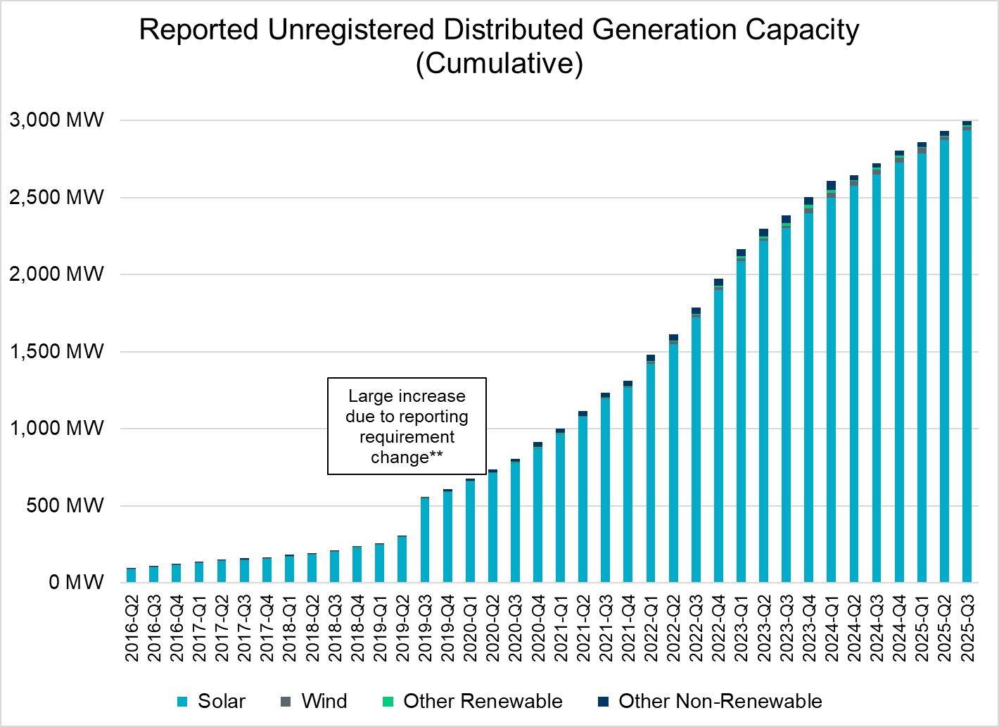 Reported Unregistered Distributed Generation Capacity
(Cumulative)
3,000 MW
2,500 MW
2,000 MW
1,500 MW
1,000 MW
500 MW
0 MW
Large increase
due to reporting
requirement
change**
2016-Q2
2016-Q3
2016-Q4
2017-Q1
2017-Q2
2017-Q3
2017-Q4
2018-Q1
2018-Q2
2018-Q3
2018-Q4
2019-Q1
2019-Q2
2019-Q3
2019-Q4
2020-Q1
2020-Q2
2020-Q3
2020-Q4
2021-Q1
2021-Q2
2021-Q3
2021-Q4
2022-Q1
2022-Q2
2022-Q3
2022-Q4
2023-Q1
2023-Q2
2023-Q3
2023-Q4
2024-Q1
2024-Q2
2024-Q3
2024-Q4
2025-Q1
2025-Q2
2025-Q3
Solar
Wind
Other Renewable
Other Non-Renewable